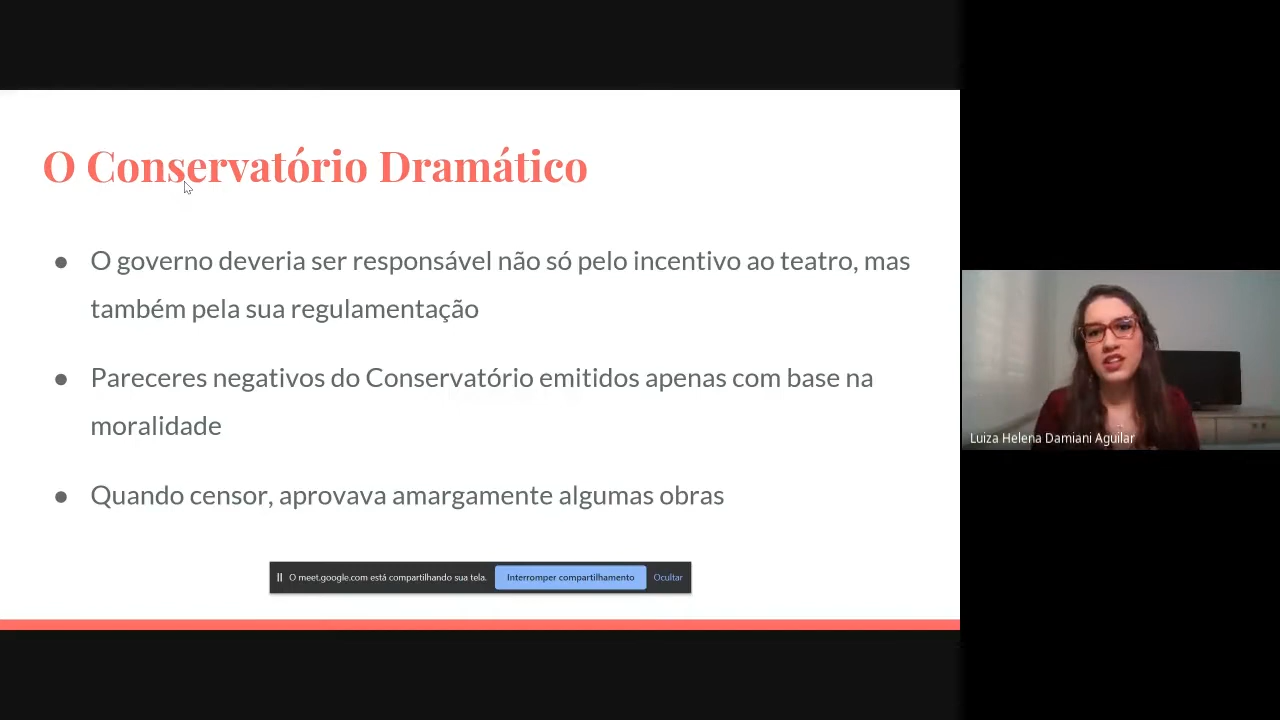 O Conservatório Dramático
● O governo deveria ser responsável não só pelo incentivo ao teatro, mas
também pela sua regulamentação
● Pareceres negativos do Conservatório emitidos apenas com base na
moralidade
● Quando censor, aprovava amargamente algumas obras
O meet.google.com está compartilhando sua tela. Interromper compartilhamento Ocultar
Luiza Helena Damiani Aguilar